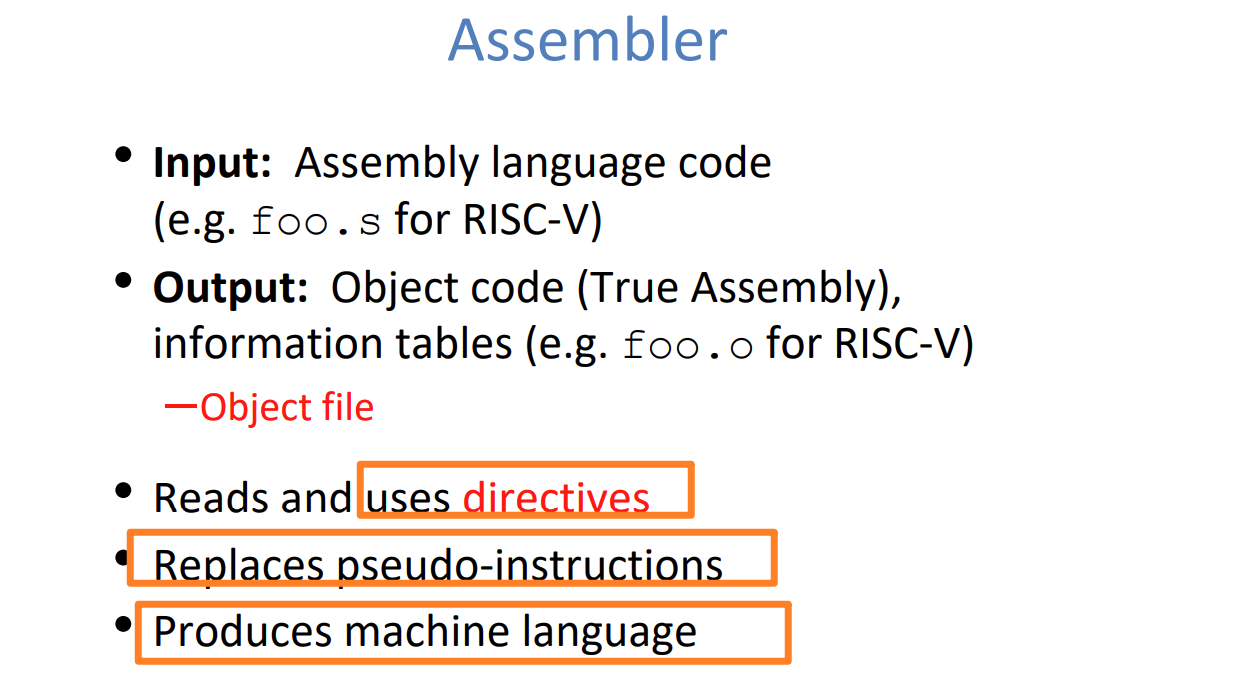 Assembler
• Input: Assembly language code
(e.g. foo.s for RISC-V)
• Output: Object code (True Assembly),
information tables (e.g. foo.o for RISC-V)
—Object file
• Reads and uses directives
• Replaces pseudo-instructions
• Produces machine language